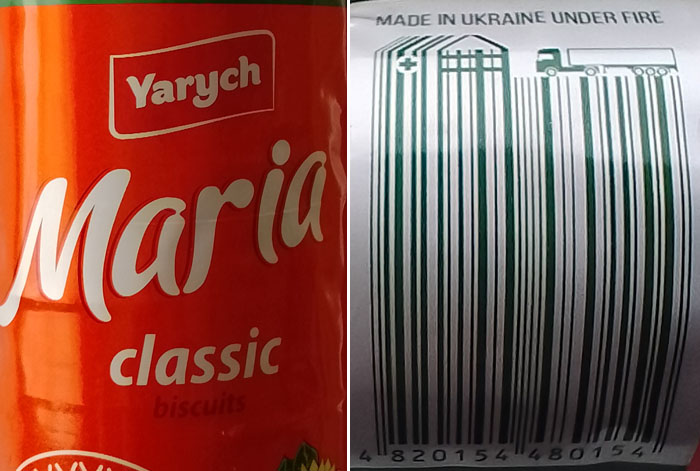 Yarych
Maria
classic
biscuits
MADE IN UKRAINE UNDER FIRE
4 820154 480154